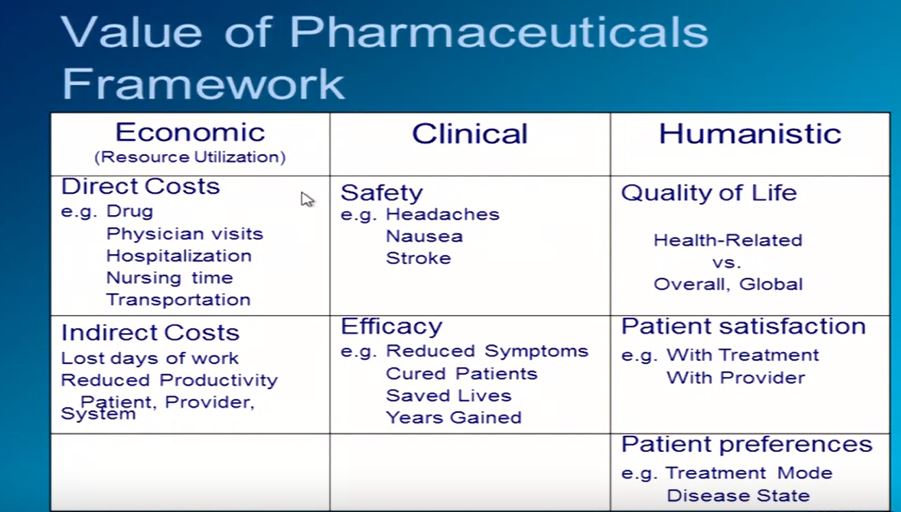 Value of Pharmaceuticals
Framework
Economic
(Resource Utilization)
Clinical
Humanistic
Direct Costs
e.g. Drug
Physician visits
Hospitalization
Nursing time
Transportation
Safety
e.g. Headaches
Nausea
Stroke
Quality of Life
Health-Related
vs.
Overall, Global
Indirect Costs
Lost days of work
Reduced Productivity
Patient, Provider,
System
Efficacy
e.g. Reduced Symptoms
Cured Patients
Saved Lives
Years Gained
Patient satisfaction
e.g. With Treatment
With Provider
Patient preferences
e.g. Treatment Mode
Disease State